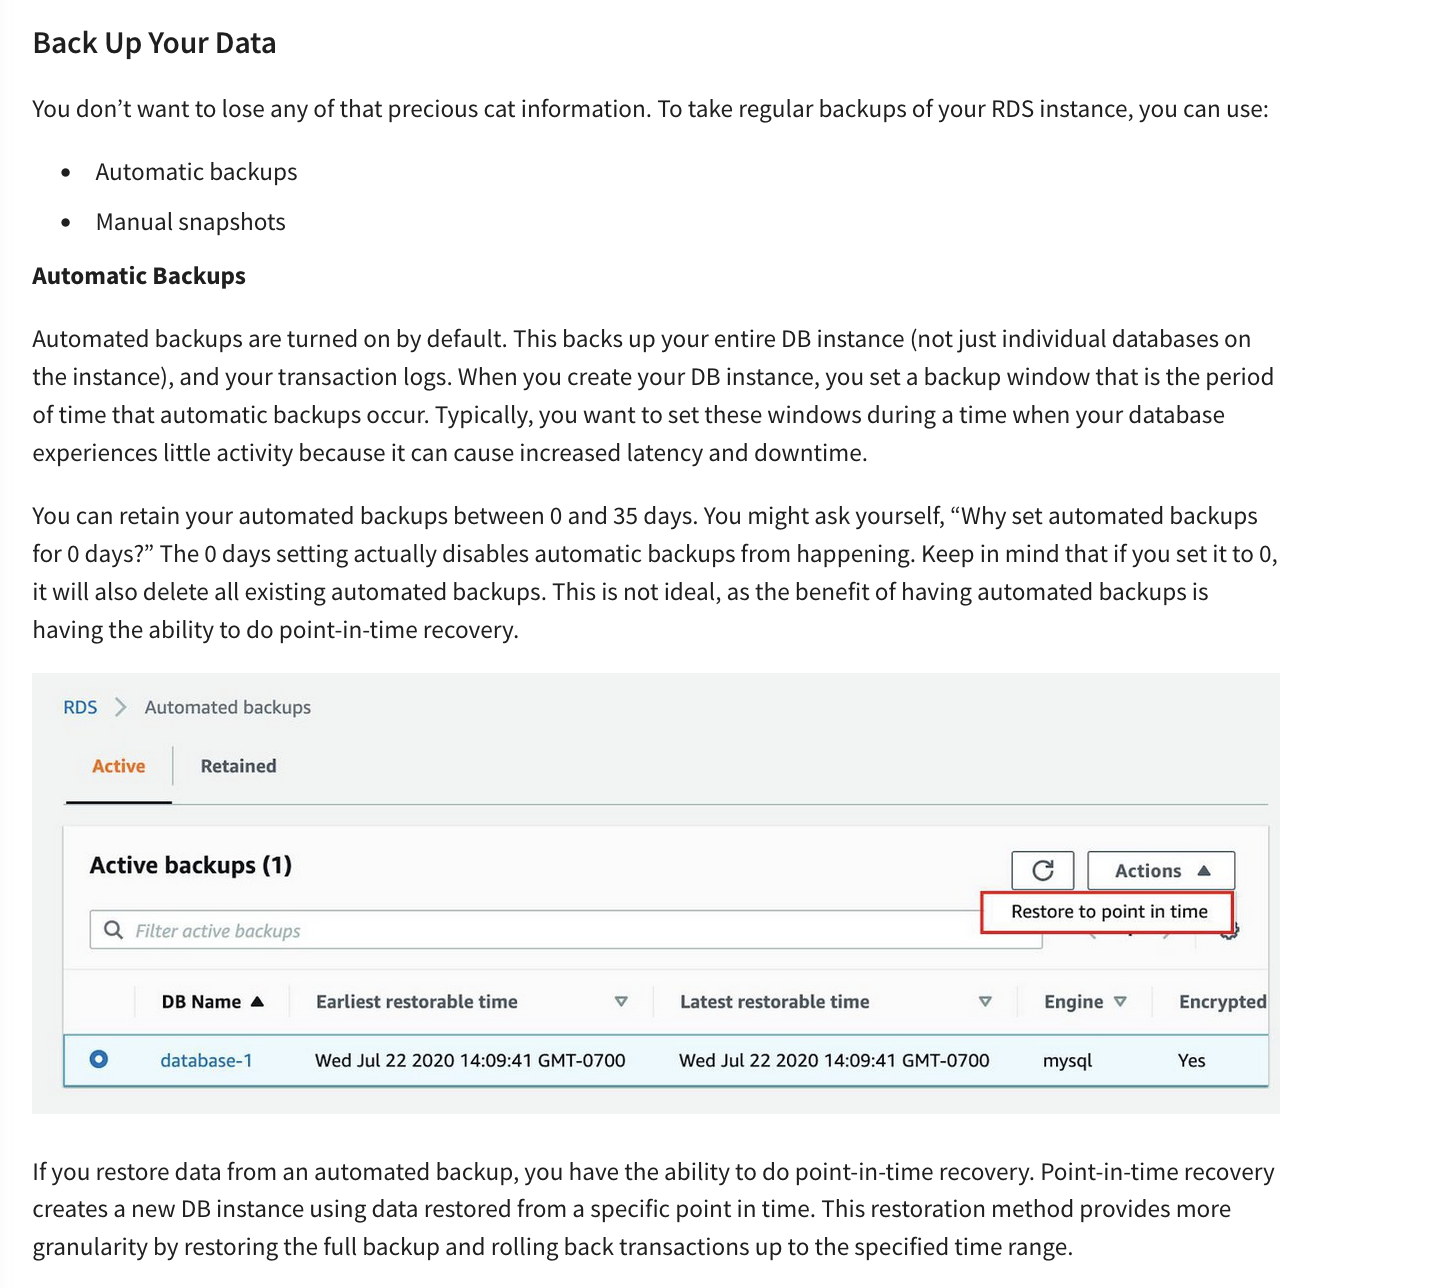 Back Up Your Data
You don’t want to lose any of that precious cat information. To take regular backups of your RDS instance, you can use:
• Automatic backups
• Manual snapshots
Automatic Backups
Automated backups are turned on by default. This backs up your entire DB instance (not just individual databases on
the instance), and your transaction logs. When you create your DB instance, you set a backup window that is the period
of time that automatic backups occur. Typically, you want to set these windows during a time when your database
experiences little activity because it can cause increased latency and downtime.
You can retain your automated backups between 0 and 35 days. You might ask yourself, “Why set automated backups
for 0 days?” The 0 days setting actually disables automatic backups from happening. Keep in mind that if you set it to 0,
it will also delete all existing automated backups. This is not ideal, as the benefit of having automated backups is
having the ability to do point-in-time recovery.
RDS > Automated backups
Active Retained
Active backups (1) Actions
Restore to point in time
Filter active backups
DB Name Earliest restorable time Latest restorable time Engine Encrypted
database-1 Wed Jul 22 2020 14:09:41 GMT-0700 Wed Jul 22 2020 14:09:41 GMT-0700 mysql Yes
If you restore data from an automated backup, you have the ability to do point-in-time recovery. Point-in-time recovery
creates a new DB instance using data restored from a specific point in time. This restoration method provides more
granularity by restoring the full backup and rolling back transactions up to the specified time range.